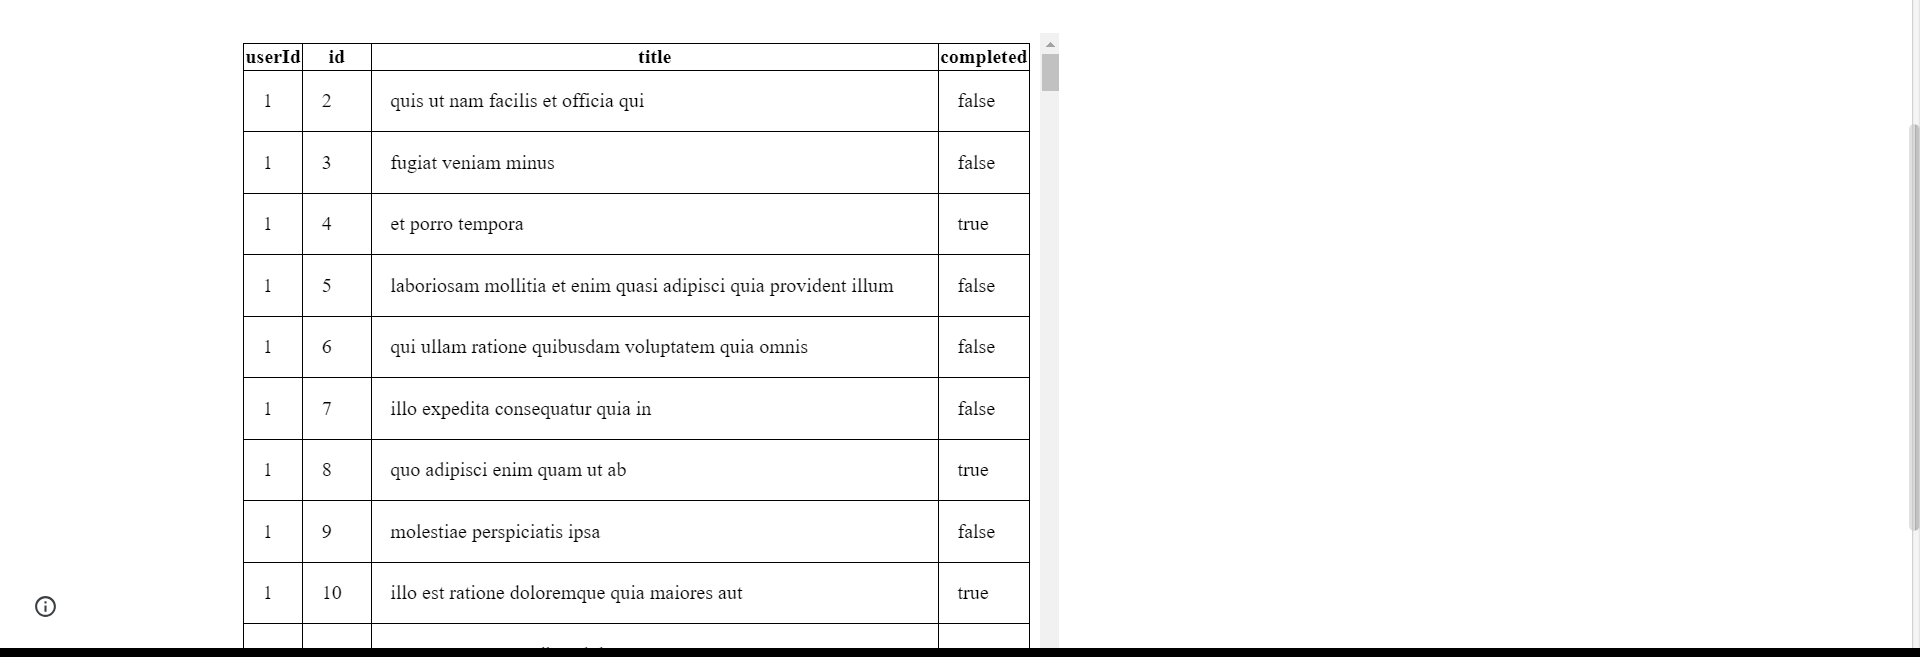 userId id title completed
1 2 quis ut nam facilis et officia qui false
1 3 fugiat veniam minus false
1 4 et porro tempora true
1 5 laboriosam mollitia et enim quasi adipisci quia provident illum false
1 6 qui ullam ratione quibusdam voluptatem quia omnis false
1 7 illo expedita consequatur quia in false
1 8 quo adipisci enim quam ut ab true
1 9 molestiae perspiciatis ipsa false
1 10 illo est ratione doloremque quia maiores aut true